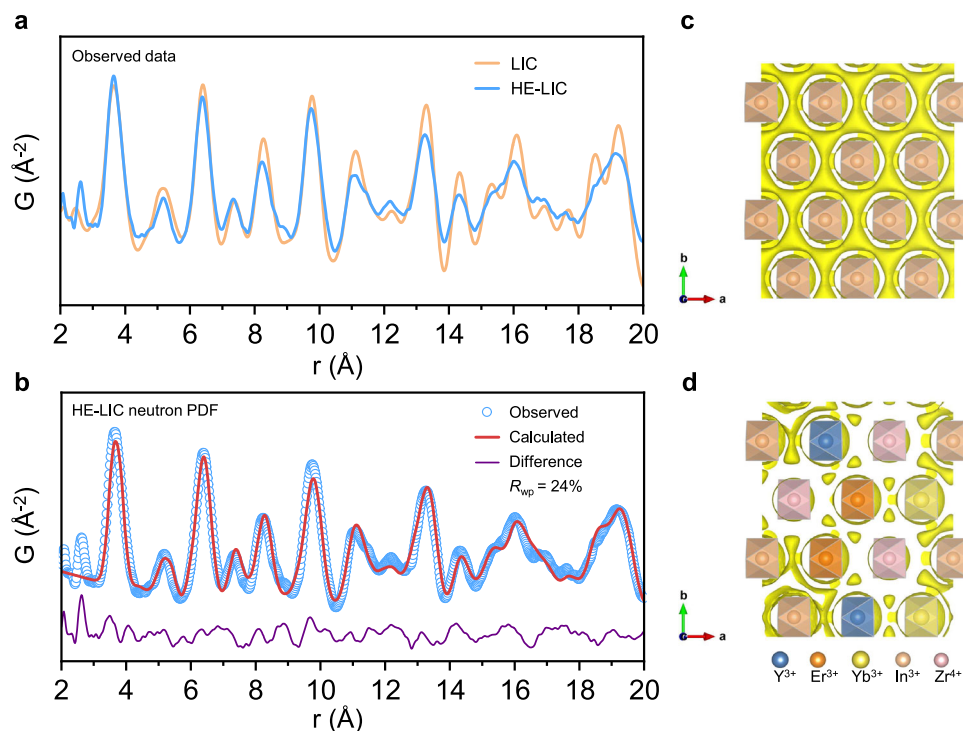 a
Observed data
LIC
HE-LIC
G (Å⁻²)
2 4 6 8 10 12 14 16 18 20
r (Å)
b
HE-LIC neutron PDF
Observed
Calculated
Difference
Rwp = 24%
G (Å⁻²)
2 4 6 8 10 12 14 16 18 20
r (Å)
c
b
a
d
b
a
Y³⁺ Er³⁺ Yb³⁺ In³⁺ Zr⁴⁺